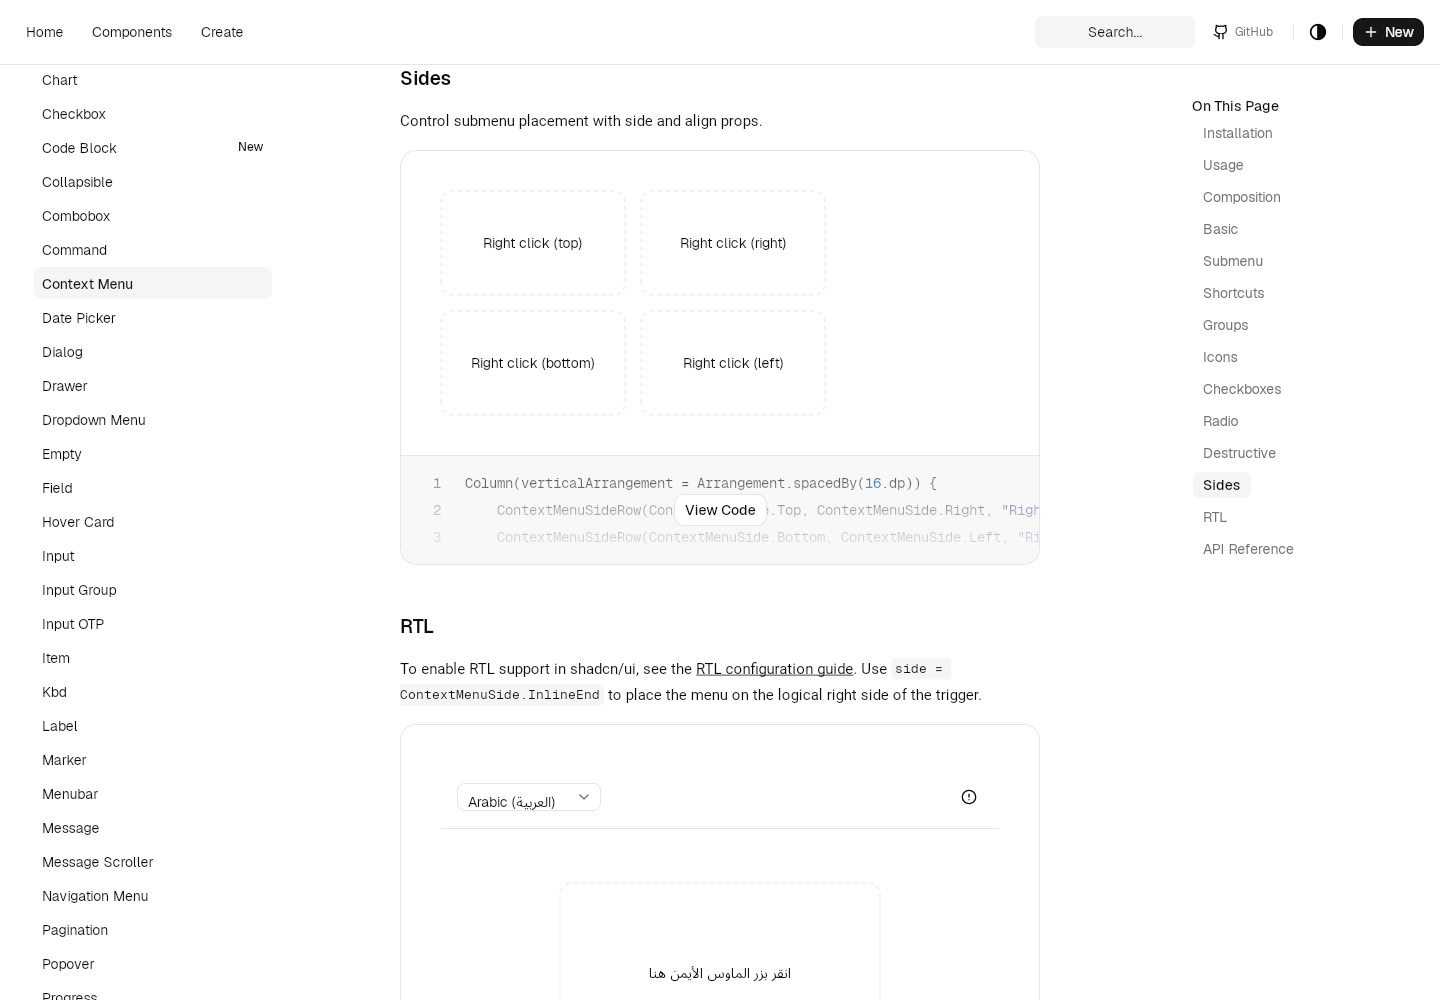 Home
Components
Create
Search...
GitHub
New
Chart
Checkbox
Code Block
New
Collapsible
Combobox
Command
Context Menu
Date Picker
Dialog
Drawer
Dropdown Menu
Empty
Field
Hover Card
Input
Input Group
Input OTP
Item
Kbd
Label
Marker
Menubar
Message
Message Scroller
Navigation Menu
Pagination
Popover
Progress
Sides
Control submenu placement with side and align props.
Right click (top)
Right click (right)
Right click (bottom)
Right click (left)
1 Column(verticalArrangement = Arrangement.spacedBy(16.dp)) {
2 ContextMenuSideRow(Con
View Code
e.Top, ContextMenuSide.Right, "Righ
3 ContextMenuSideRow(ContextMenuSide.Bottom, ContextMenuSide.Left, "Ri
RTL
To enable RTL support in shadcn/ui, see the RTL configuration guide. Use side =
ContextMenuSide.InlineEnd to place the menu on the logical right side of the trigger.
Arabic (العربية)
انقر بزر الماوس الأيمن هنا
On This Page
Installation
Usage
Composition
Basic
Submenu
Shortcuts
Groups
Icons
Checkboxes
Radio
Destructive
Sides
RTL
API Reference